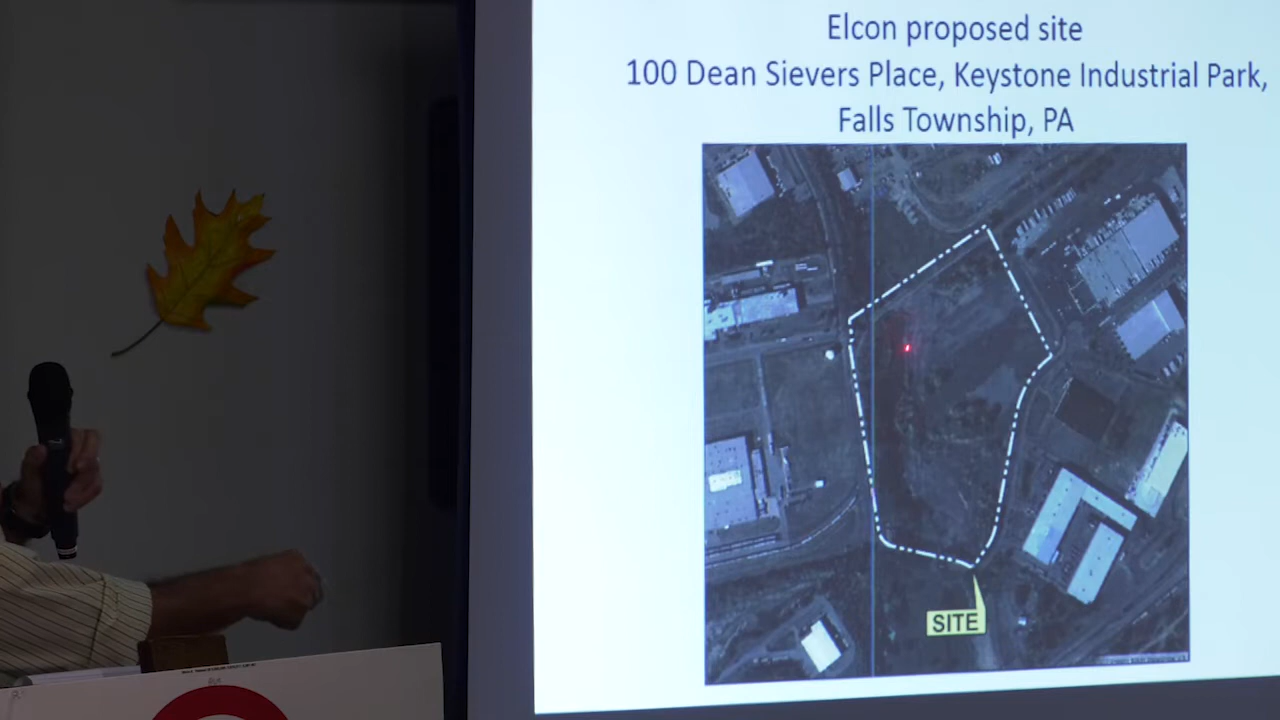 Elcon proposed site
100 Dean Sievers Place, Keystone Industrial Park,
Falls Township, PA
SITE